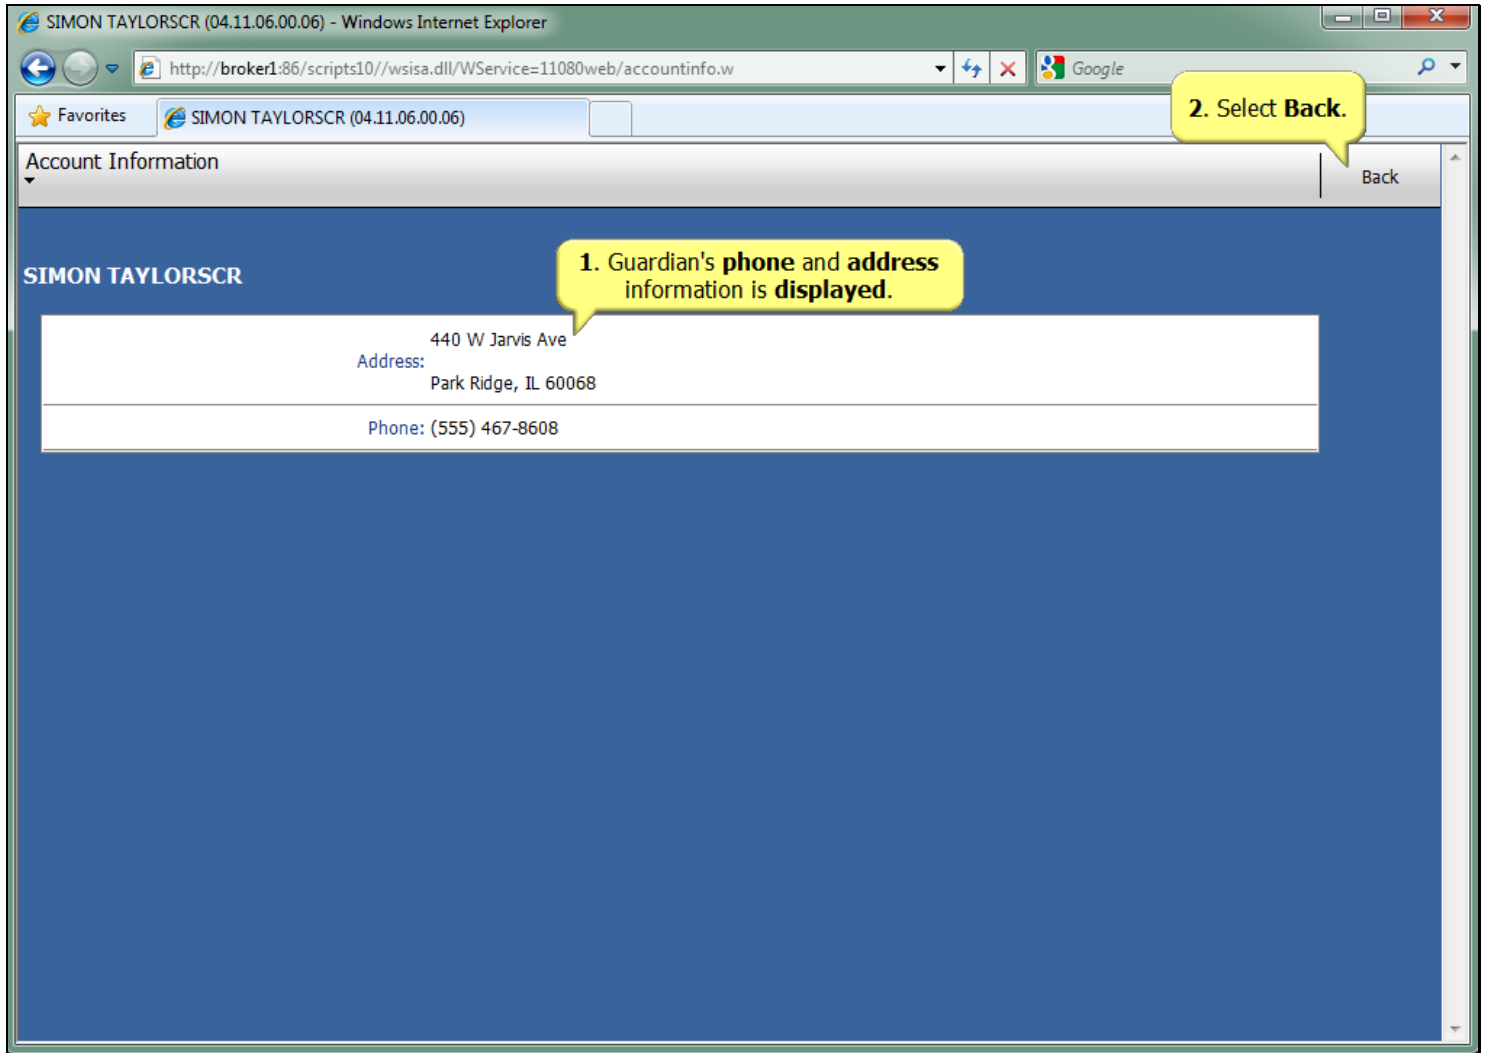 SIMON TAYLORSCR (04.11.06.00.06) - Windows Internet Explorer
http://broker1:86/scripts10//wsisa.dll/WService=11080web/accountinfo.w
Google
Favorites
SIMON TAYLORSCR (04.11.06.00.06)
2. Select Back.
Account Information
Back
SIMON TAYLORSCR
1. Guardian's phone and address
information is displayed.
440 W Jarvis Ave
Address:
Park Ridge, IL 60068
Phone: (555) 467-8608